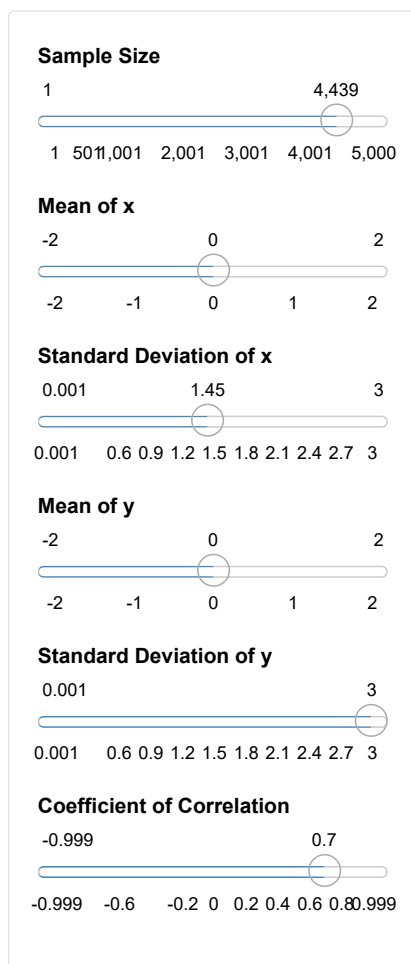 Sample Size
1 4,439
1 501 1,001 2,001 3,001 4,001 5,000
Mean of x
-2 0 2
-2 -1 0 1 2
Standard Deviation of x
0.001 1.45 3
0.001 0.6 0.9 1.2 1.5 1.8 2.1 2.4 2.7 3
Mean of y
-2 0 2
-2 -1 0 1 2
Standard Deviation of y
0.001 3
0.001 0.6 0.9 1.2 1.5 1.8 2.1 2.4 2.7 3
Coefficient of Correlation
-0.999 0.7
-0.999 -0.6 -0.2 0 0.2 0.4 0.6 0.8 0.999